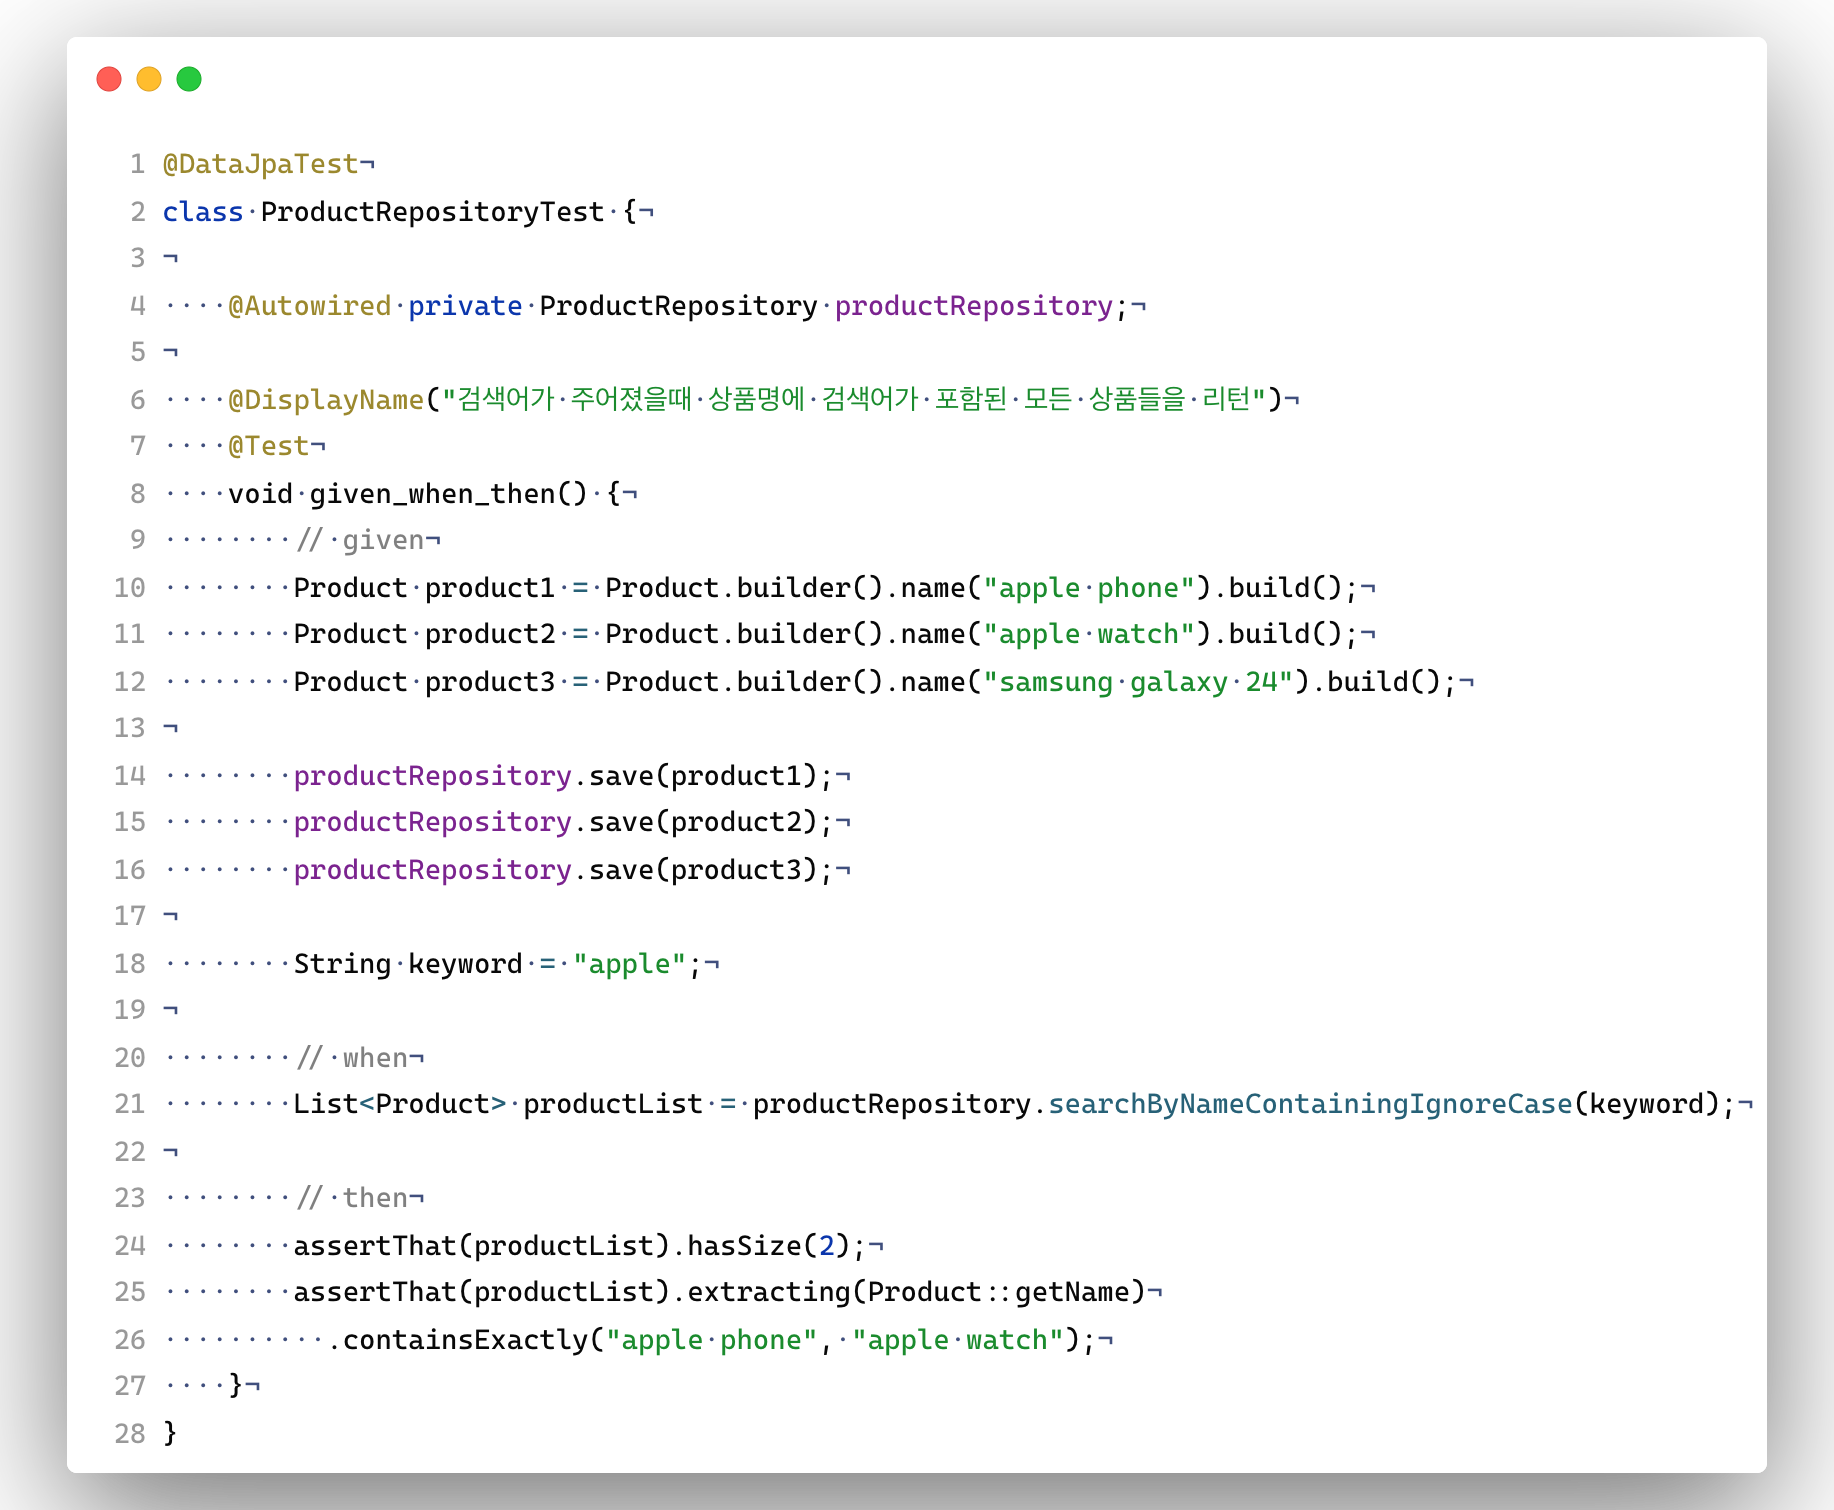 1 @DataJpaTest¬
2 class·ProductRepositoryTest·{¬
3 ¬
4 ····@Autowired·private·ProductRepository·productRepository;¬
5 ¬
6 ····@DisplayName("검색어가·주어졌을때·상품명에·검색어가·포함된·모든·상품들을·리턴")¬
7 ····@Test¬
8 ····void·given_when_then()·{¬
9 ········//·given¬
10 ········Product·product1·=·Product.builder().name("apple·phone").build();¬
11 ········Product·product2·=·Product.builder().name("apple·watch").build();¬
12 ········Product·product3·=·Product.builder().name("samsung·galaxy·24").build();¬
13 ¬
14 ········productRepository.save(product1);¬
15 ········productRepository.save(product2);¬
16 ········productRepository.save(product3);¬
17 ¬
18 ········String·keyword·=·"apple";¬
19 ¬
20 ········//·when¬
21 ········List<Product>·productList·=·productRepository.searchByNameContainingIgnoreCase(keyword);¬
22 ¬
23 ········//·then¬
24 ········assertThat(productList).hasSize(2);¬
25 ········assertThat(productList).extracting(Product::getName)¬
26 ··········.containsExactly("apple·phone",·"apple·watch");¬
27 ····}¬
28 }